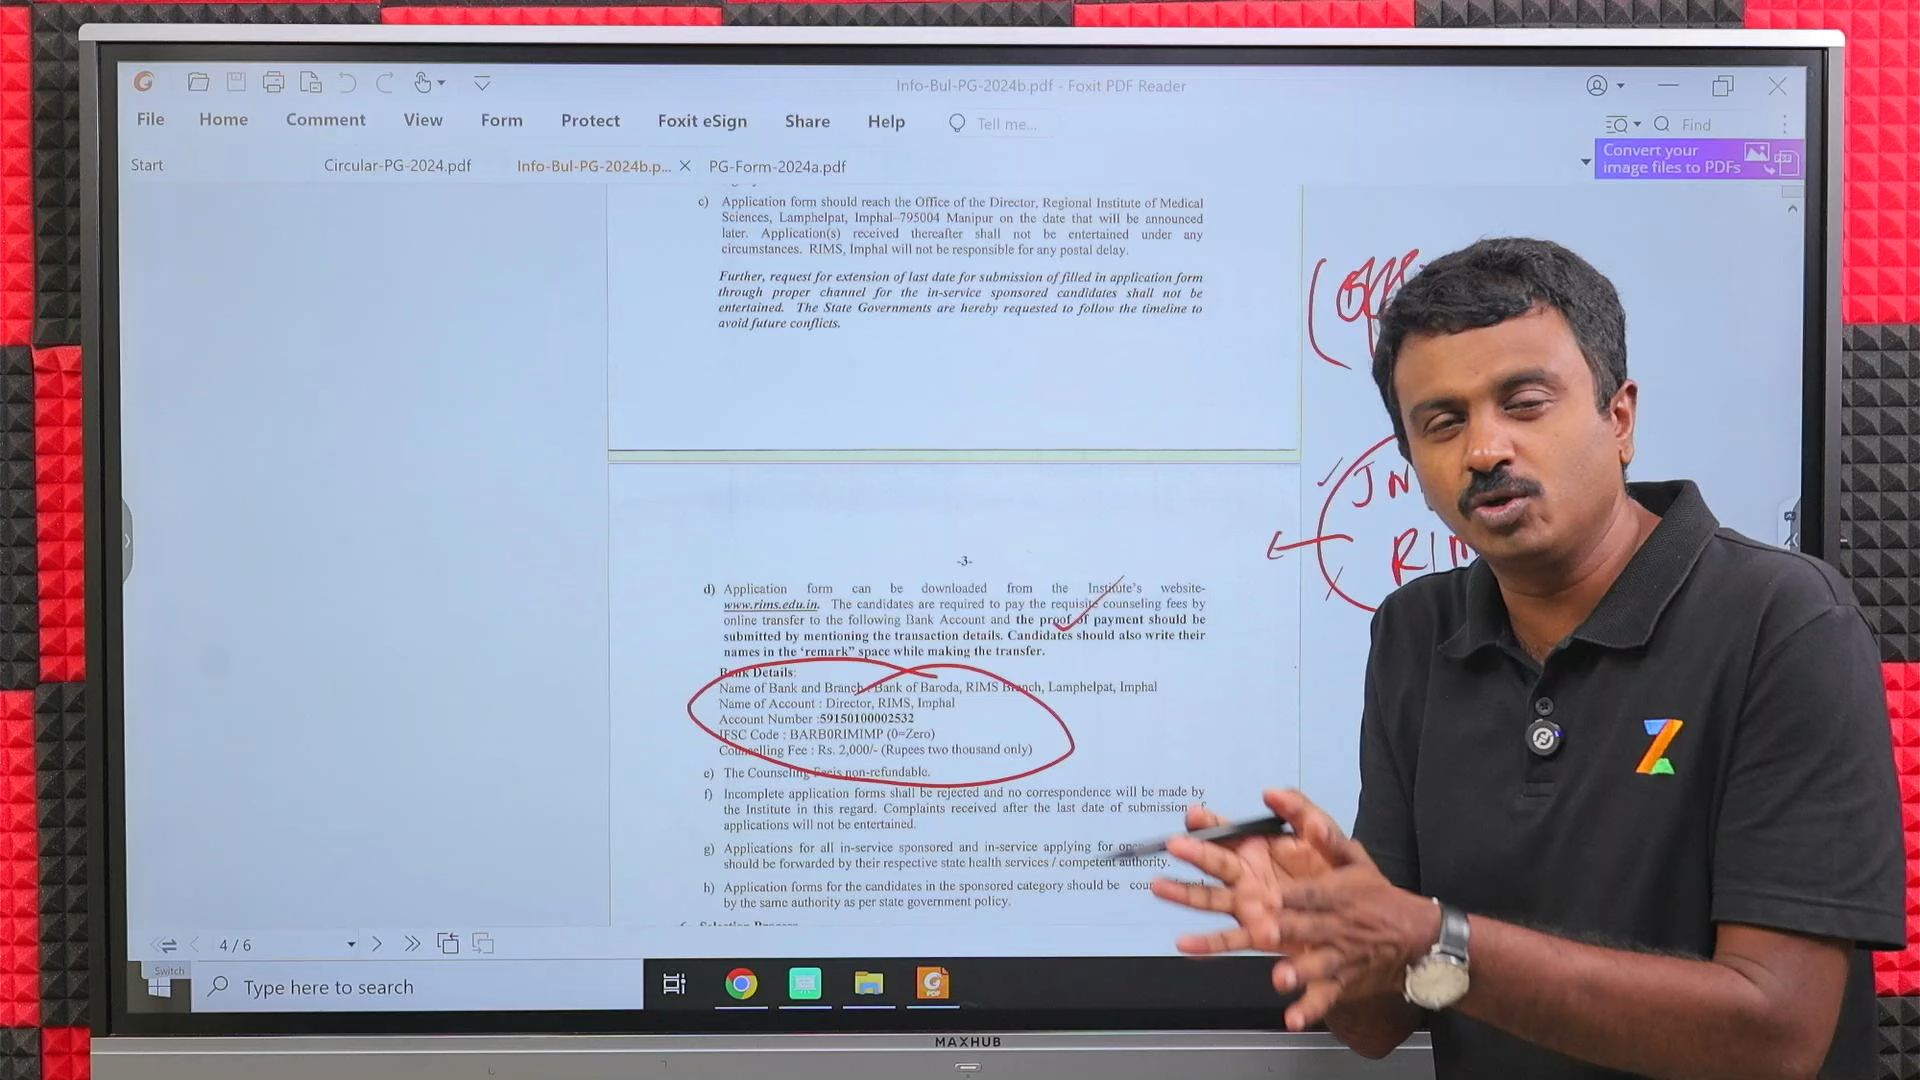 Info-Bul-PG-2024b.pdf - Foxit PDF Reader
File Home Comment View Form Protect Foxit eSign Share Help Tell me... Find
Start Circular-PG-2024.pdf Info-Bul-PG-2024b.p... PG-Form-2024a.pdf
Convert your
image files to PDFs
c) Application form should reach the Office of the Director, Regional Institute of Medical
Sciences, Lamphelpat, Imphal-795004 Manipur on the date that will be announced
later. Application(s) received thereafter shall not be entertained under any
circumstances. RIMS, Imphal will not be responsible for any postal delay.
Further, request for extension of last date for submission of filled in application form
through proper channel for the in-service sponsored candidates shall not be
entertained. The State Governments are hereby requested to follow the timeline to
avoid future conflicts.
-3-
d) Application form can be downloaded from the Institute's website-
www.rims.edu.in. The candidates are required to pay the requisite counseling fees by
online transfer to the following Bank Account and the proof of payment should be
submitted by mentioning the transaction details. Candidates should also write their
names in the 'remark" space while making the transfer.
Bank Details:
Name of Bank and Branch : Bank of Baroda, RIMS Branch, Lamphelpat, Imphal
Name of Account : Director, RIMS, Imphal
Account Number :59150100002532
IFSC Code : BARB0RIMIMP (0=Zero)
Counselling Fee : Rs. 2,000/- (Rupees two thousand only)
e) The Counseling Fee is non-refundable.
f) Incomplete application forms shall be rejected and no correspondence will be made by
the Institute in this regard. Complaints received after the last date of submission of
applications will not be entertained.
g) Applications for all in-service sponsored and in-service applying for
should be forwarded by their respective state health services / competent authority.
h) Application forms for the candidates in the sponsored category should be
by the same authority as per state government policy.
6. Selection Process
JN
RIM
4 / 6
Switch
Type here to search
MAXHUB